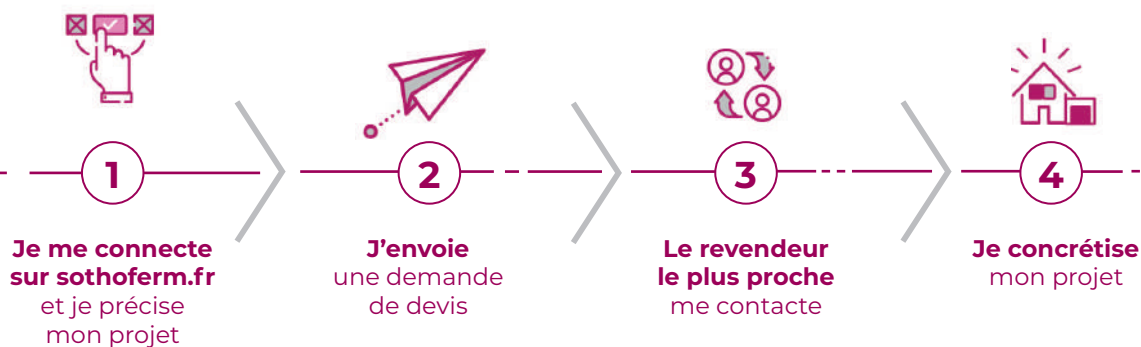 1
Je me connecte
sur sothoferm.fr
et je précise
mon projet
2
J’envoie
une demande
de devis
3
Le revendeur
le plus proche
me contacte
4
Je concrétise
mon projet